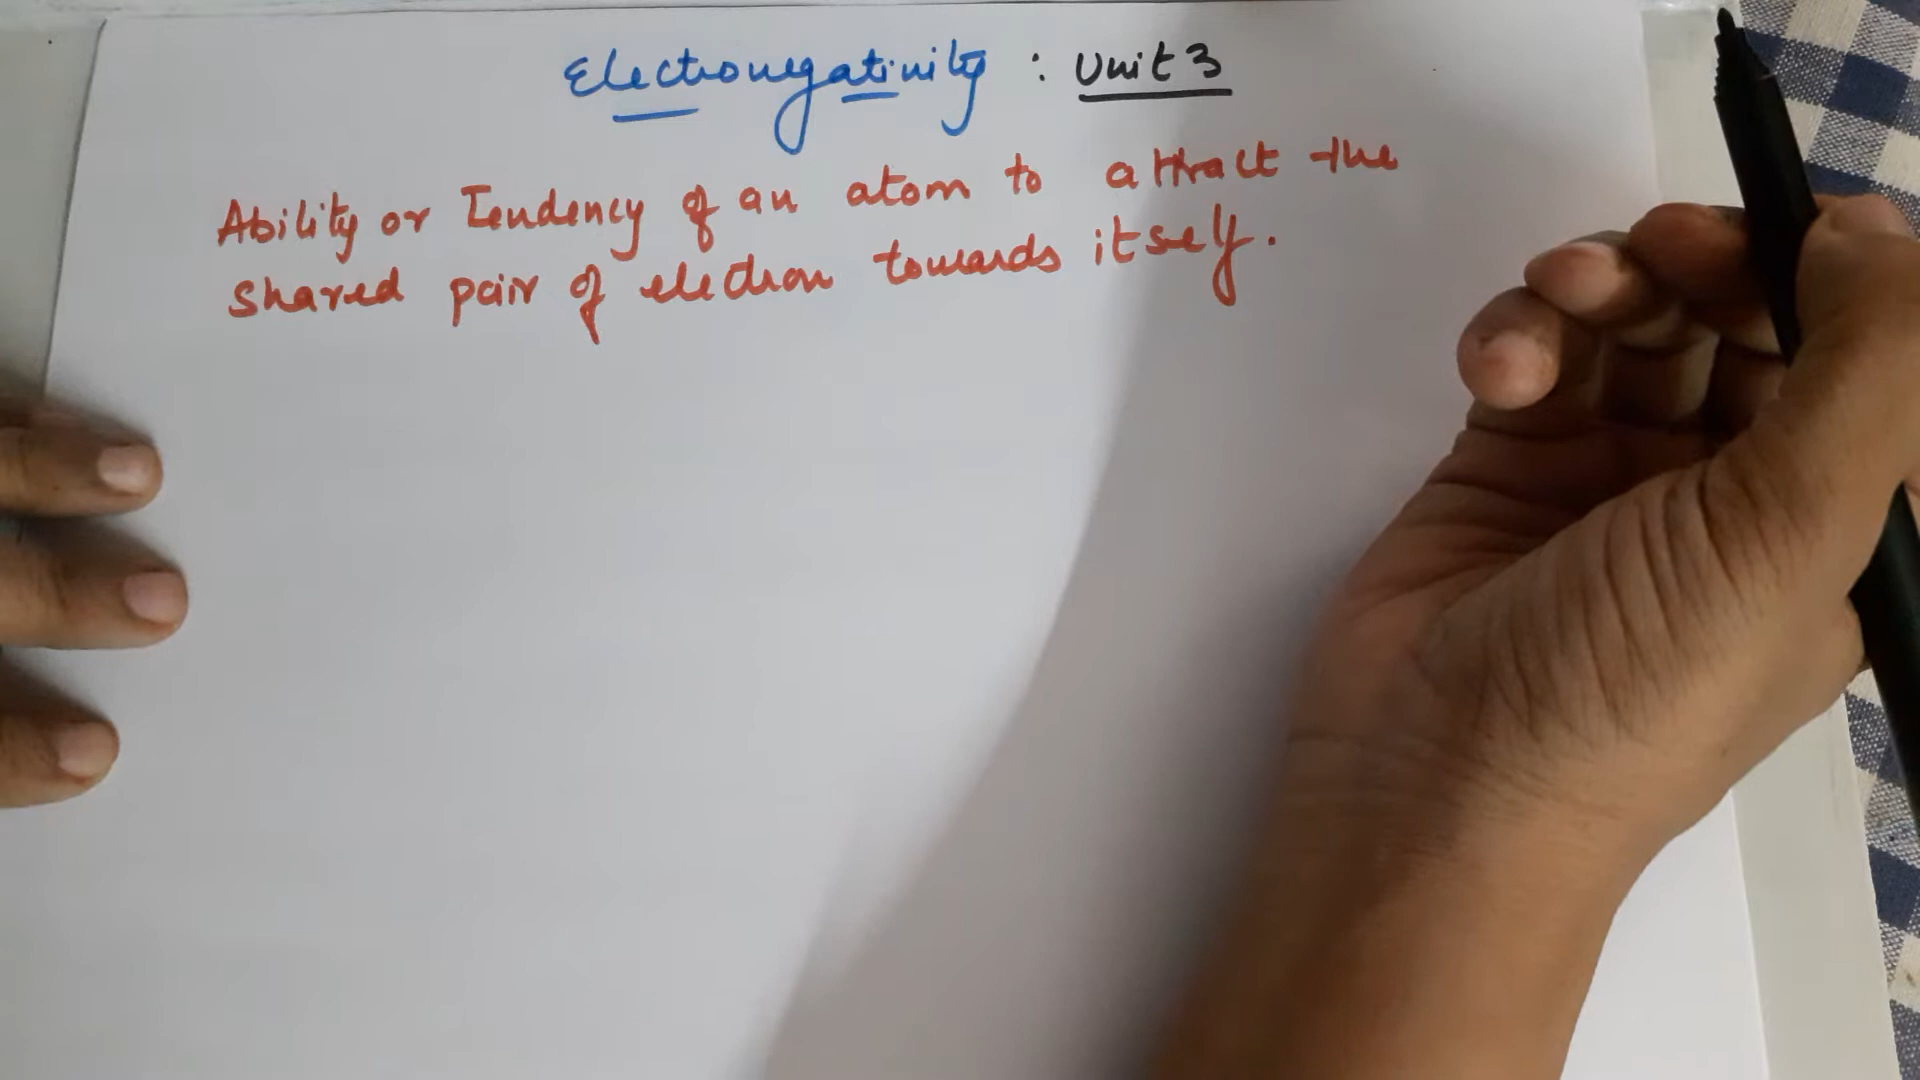 Electronegativity : Unit 3
Ability or Tendency of an atom to attract the
shared pair of electron towards itself.